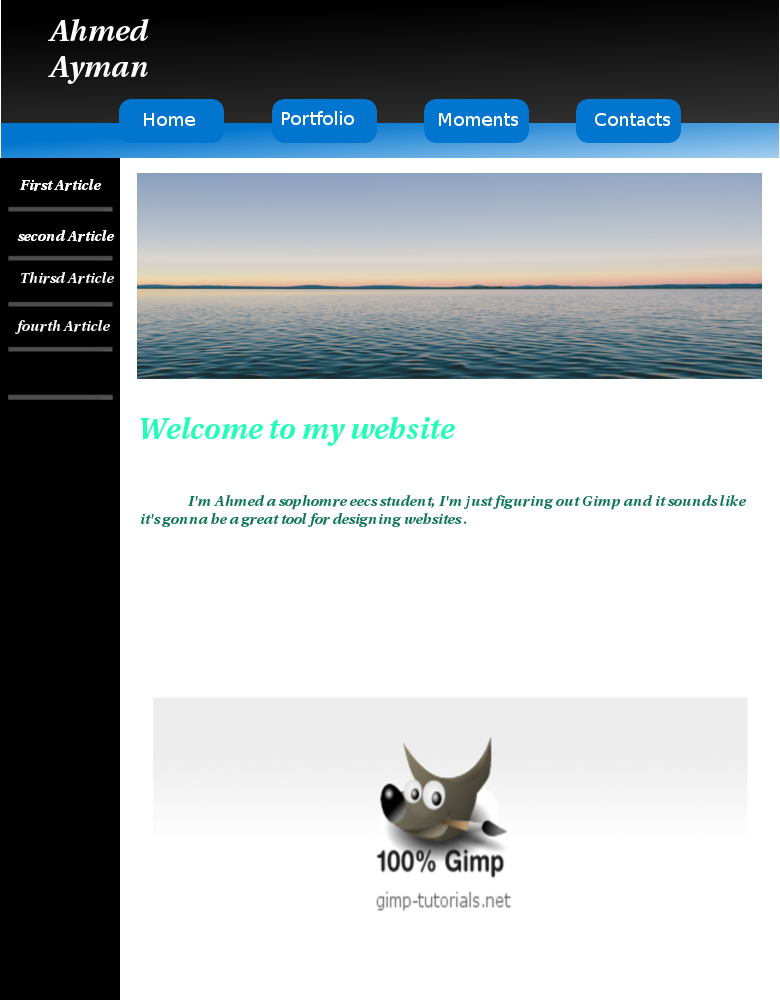 Ahmed
Ayman
Home
Portfolio
Moments
Contacts
First Article
second Article
Thirsd Article
fourth Article
Welcome to my website
I'm Ahmed a sophomre eecs student, I'm just figuring out Gimp and it sounds like
it's gonna be a great tool for designing websites .
100% Gimp
gimp-tutorials.net